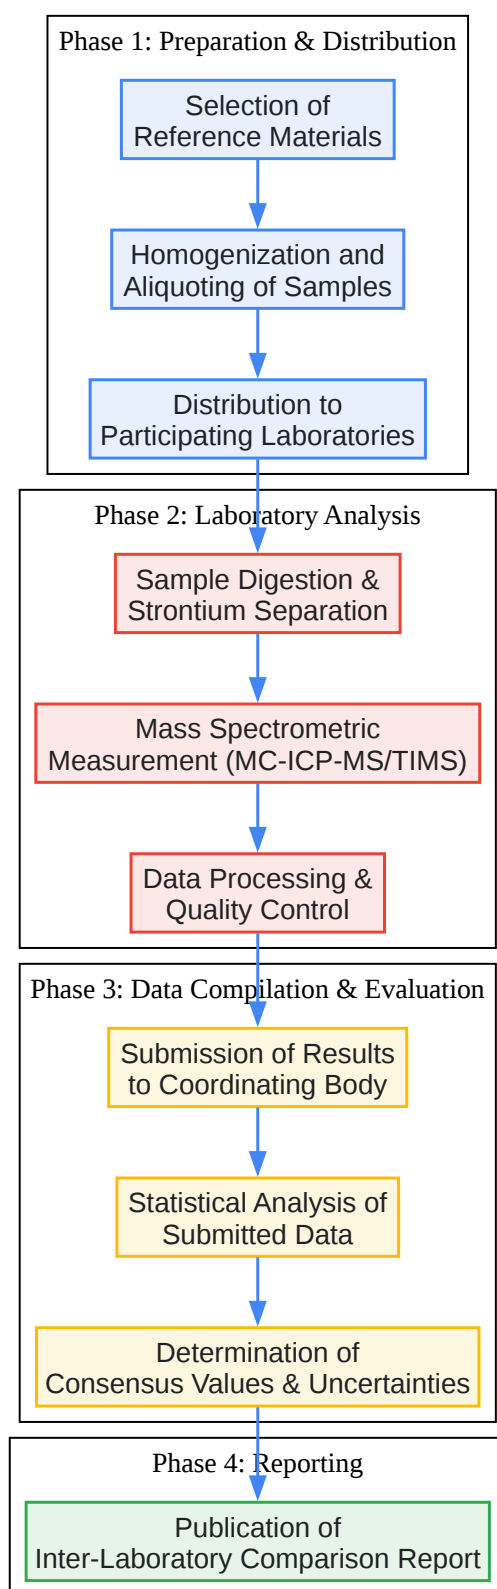 Phase 1: Preparation & Distribution
Selection of
Reference Materials
Homogenization and
Aliquoting of Samples
Distribution to
Participating Laboratories
Phase 2: Laboratory Analysis
Sample Digestion &
Strontium Separation
Mass Spectrometric
Measurement (MC-ICP-MS/TIMS)
Data Processing &
Quality Control
Phase 3: Data Compilation & Evaluation
Submission of Results
to Coordinating Body
Statistical Analysis of
Submitted Data
Determination of
Consensus Values & Uncertainties
Phase 4: Reporting
Publication of
Inter-Laboratory Comparison Report